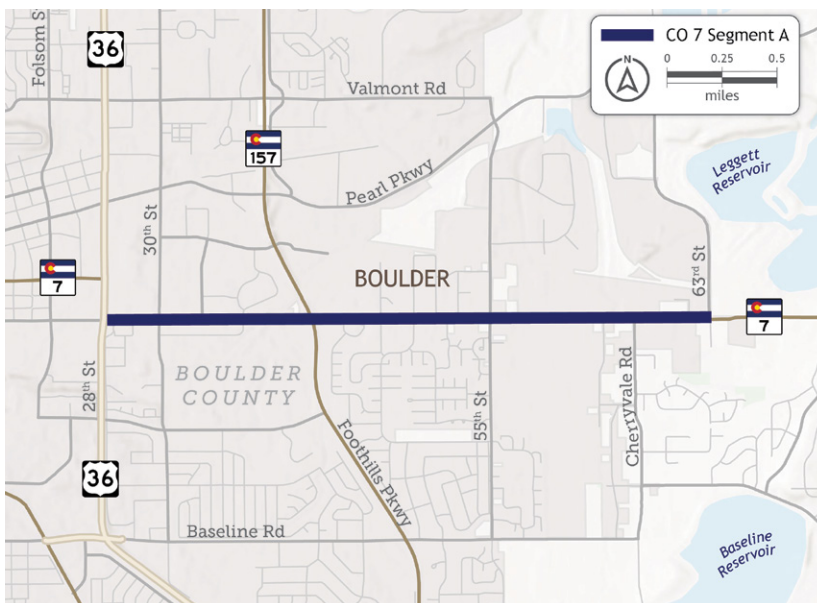 Folsom St
36
157
Valmont Rd
Pearl Pkwy
CO 7 Segment A
N
0
0.25
0.5
miles
Leggett
Reservoir
30th St
63rd St
7
BOULDER
7
28th St
BOULDER
COUNTY
55th St
Cherryvale Rd
Foothills Pkwy
36
Baseline Rd
Baseline
Reservoir